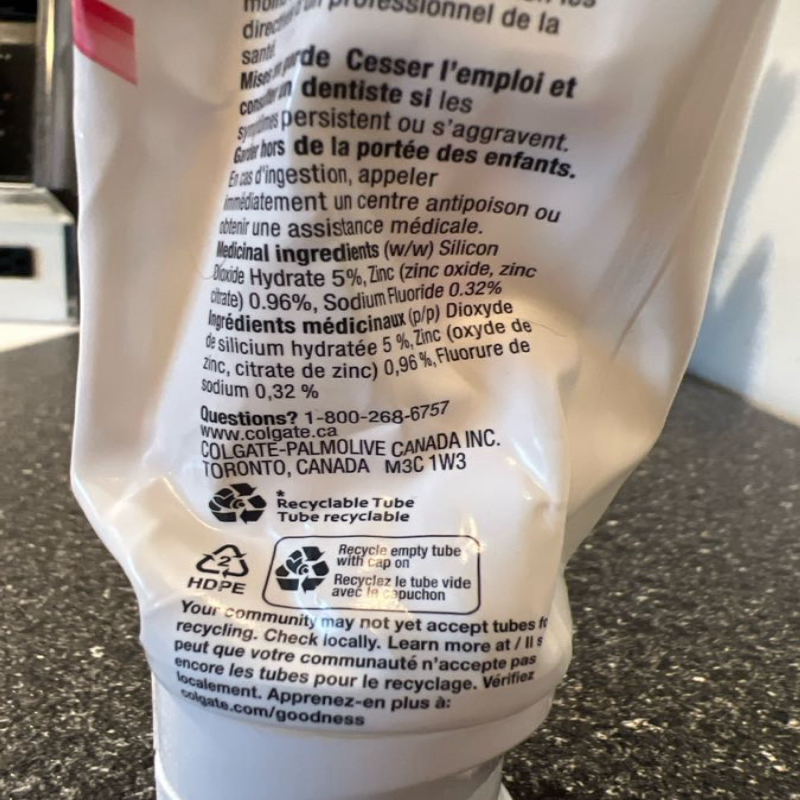 professionnel de la
santé.
Mises en garde Cesser l'emploi et
consulter un dentiste si les
symptômes persistent ou s'aggravent.
Garder hors de la portée des enfants.
En cas d'ingestion, appeler
immédiatement un centre antipoison ou
obtenir une assistance médicale.
Medicinal ingredients (w/w) Silicon
Dioxide Hydrate 5%, Zinc (zinc oxide, zinc
citrate) 0.96%, Sodium Fluoride 0.32%
Ingrédients médicinaux (p/p) Dioxyde
de silicium hydratée 5 %, Zinc (oxyde de
zinc, citrate de zinc) 0,96 %, Fluorure de
sodium 0,32 %
Questions? 1-800-268-6757
www.colgate.ca
COLGATE-PALMOLIVE CANADA INC.
TORONTO, CANADA M3C 1W3
*
Recyclable Tube
Tube recyclable
2
HDPE
Recycle empty tube
with cap on
Recyclez le tube vide
avec le capuchon
Your community may not yet accept tubes
recycling. Check locally. Learn more at / Il
peut que votre communauté n'accepte pas
encore les tubes pour le recyclage. Vérifiez
localement. Apprenez-en plus à:
colgate.com/goodness